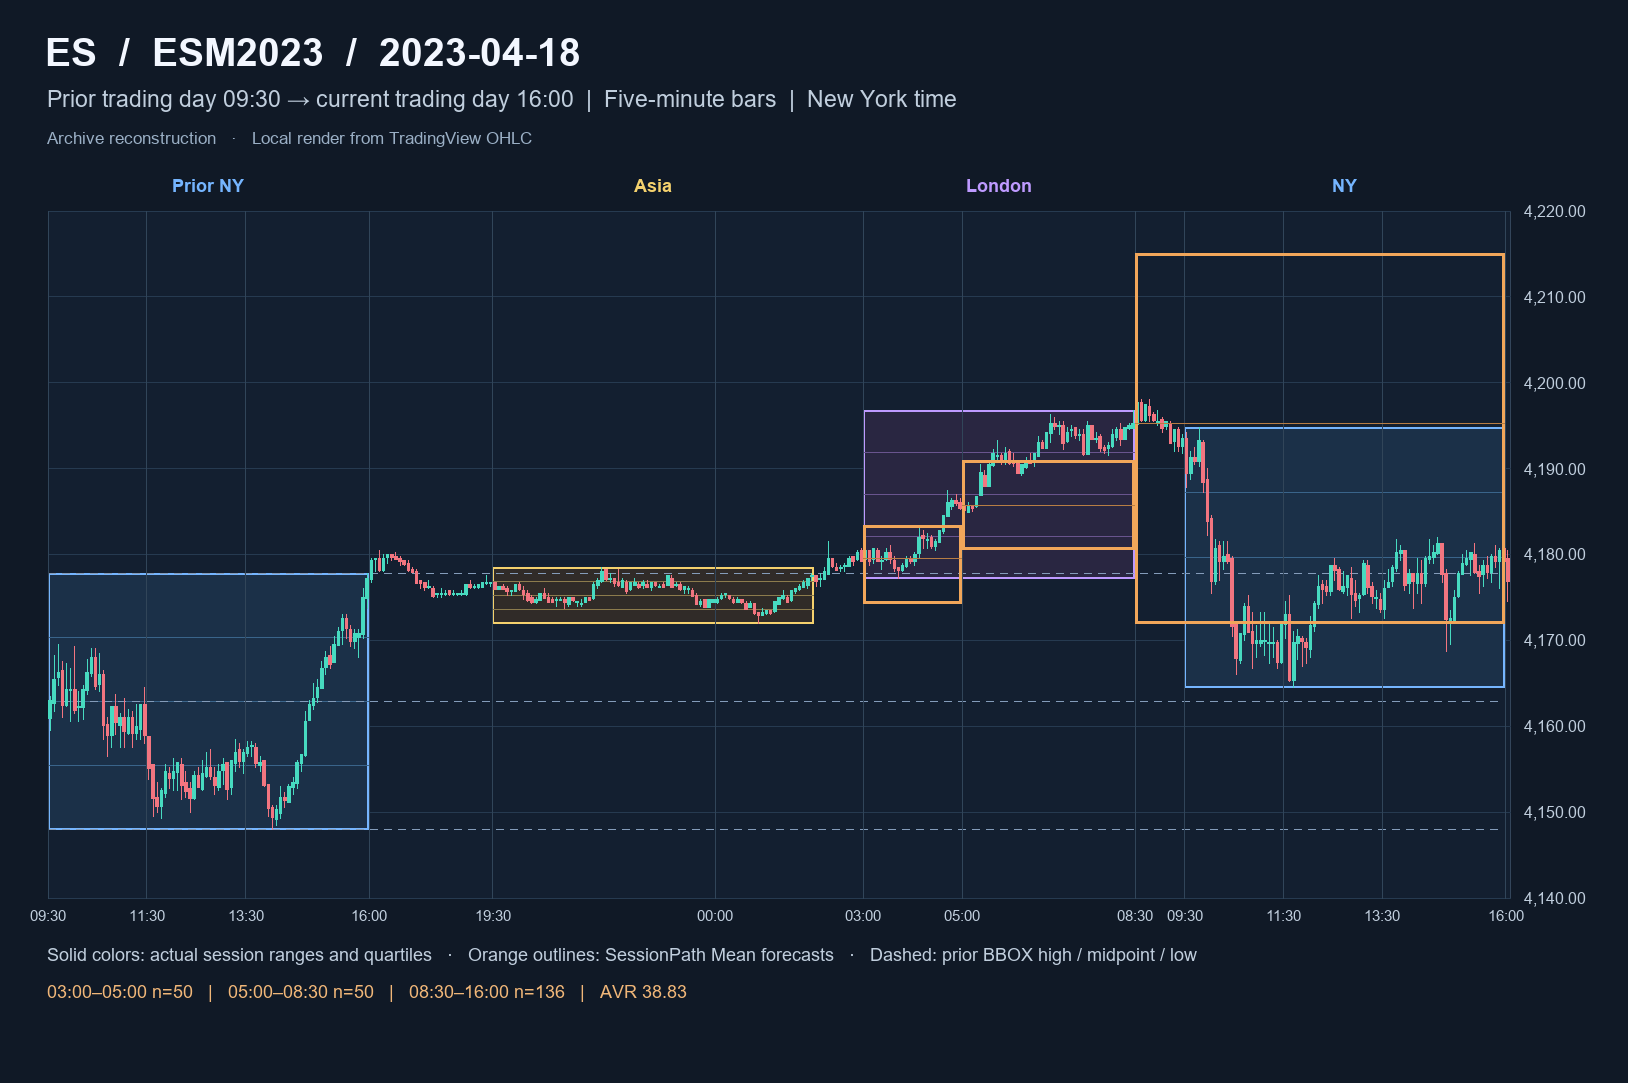 ES / ESM2023 / 2023-04-18
Prior trading day 09:30 → current trading day 16:00 | Five-minute bars | New York time
Archive reconstruction · Local render from TradingView OHLC
Prior NY Asia London NY
4,220.00
4,210.00
4,200.00
4,190.00
4,180.00
4,170.00
4,160.00
4,150.00
4,140.00
09:30 11:30 13:30 16:00 19:30 00:00 03:00 05:00 08:30 09:30 11:30 13:30 16:00
Solid colors: actual session ranges and quartiles · Orange outlines: SessionPath Mean forecasts · Dashed: prior BBOX high / midpoint / low
03:00–05:00 n=50 | 05:00–08:30 n=50 | 08:30–16:00 n=136 | AVR 38.83